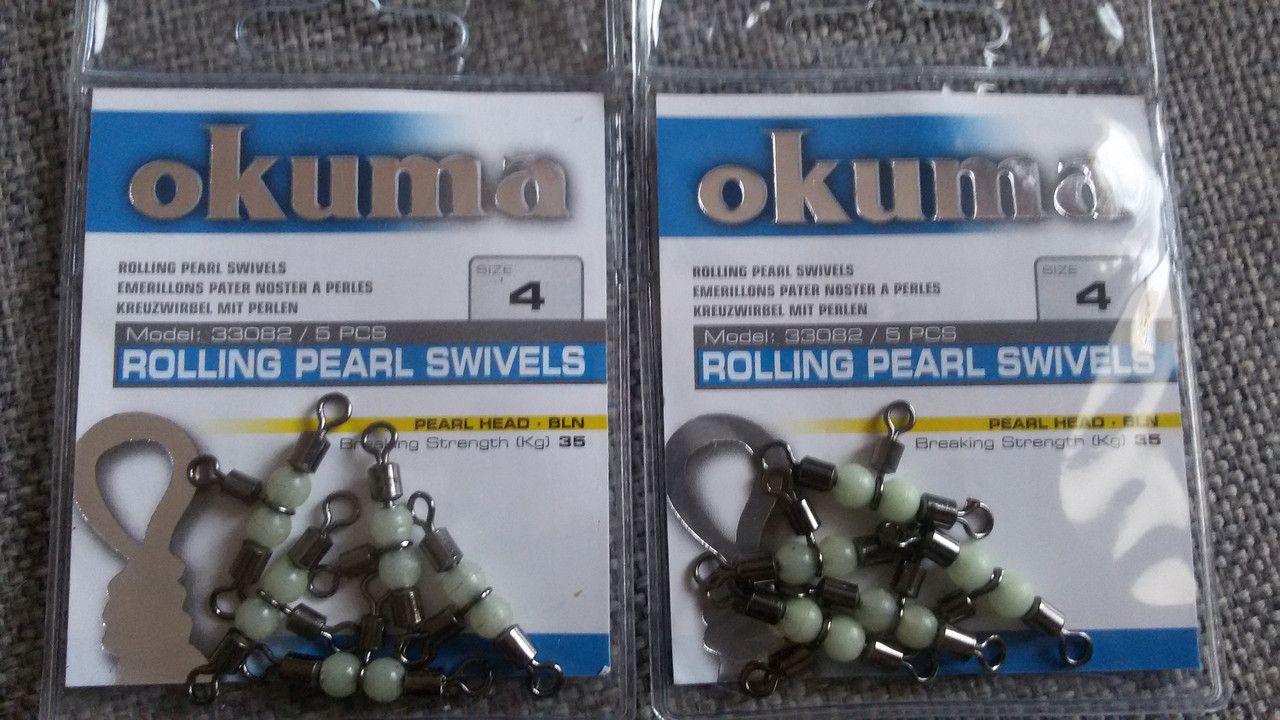 okuma
ROLLING PEARL SWIVELS
EMERILLONS PATER NOSTER A PERLES
KREUZWIRBEL MIT PERLEN
SIZE
4
Model: 33082 / 5 PCS
ROLLING PEARL SWIVELS
PEARL HEAD · BLN
Breaking Strength (Kg) 35
okuma
ROLLING PEARL SWIVELS
EMERILLONS PATER NOSTER A PERLES
KREUZWIRBEL MIT PERLEN
SIZE
4
Model: 33082 / 5 PCS
ROLLING PEARL SWIVELS
PEARL HEAD · BLN
Breaking Strength (Kg) 35